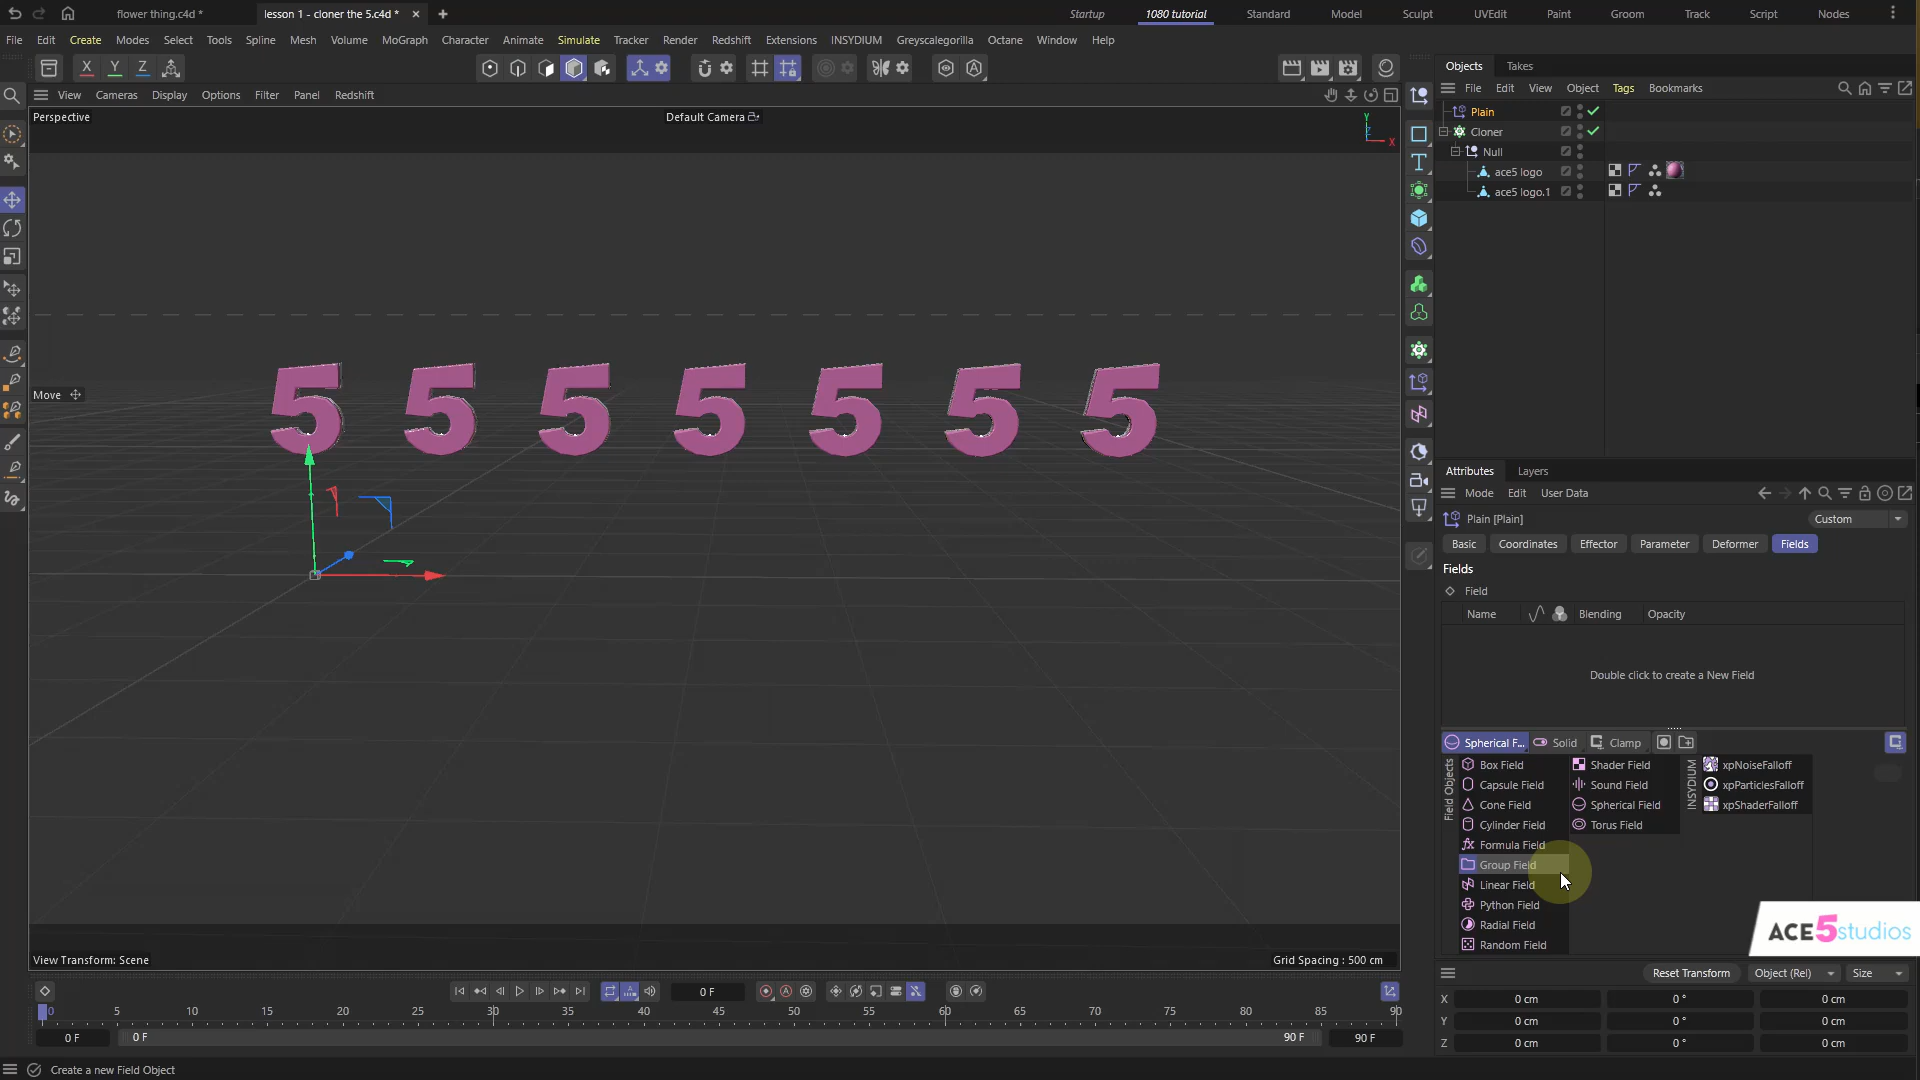 flower thing.c4d *
lesson 1 - cloner the 5.c4d *
Startup
1080 tutorial
Standard
Model
Sculpt
UVEdit
Paint
Groom
Track
Script
Nodes
File Edit Create Modes Select Tools Spline Mesh Volume MoGraph Character Animate Simulate Tracker Render Redshift Extensions INSYDIUM Greyscalegorilla Octane Window Help
X Y Z
Objects Takes
View Cameras Display Options Filter Panel Redshift
File Edit View Object Tags Bookmarks
Perspective
Default Camera
Y
Z
X
Plain
Cloner
Null
ace5 logo
ace5 logo.1
5 5 5 5 5 5 5
Move
Attributes Layers
Mode Edit User Data
Plain [Plain]
Custom
Basic Coordinates Effector Parameter Deformer Fields
Fields
Field
Name Blending Opacity
Double click to create a New Field
Spherical F... Solid Clamp
Field Objects
Box Field
Capsule Field
Cone Field
Cylinder Field
Formula Field
Group Field
Linear Field
Python Field
Radial Field
Random Field
Shader Field
Sound Field
Spherical Field
Torus Field
INSYDIUM
xpNoiseFalloff
xpParticlesFalloff
xpShaderFalloff
ACE5studios
View Transform: Scene
Grid Spacing : 500 cm
Reset Transform Object (Rel) Size
0 F
X 0 cm 0 ° 0 cm
Y 0 cm 0 ° 0 cm
Z 0 cm 0 ° 0 cm
0 5 10 15 20 25 30 35 40 45 50 55 60 65 70 75 80 85 90
0 F 0 F 90 F 90 F
Create a new Field Object